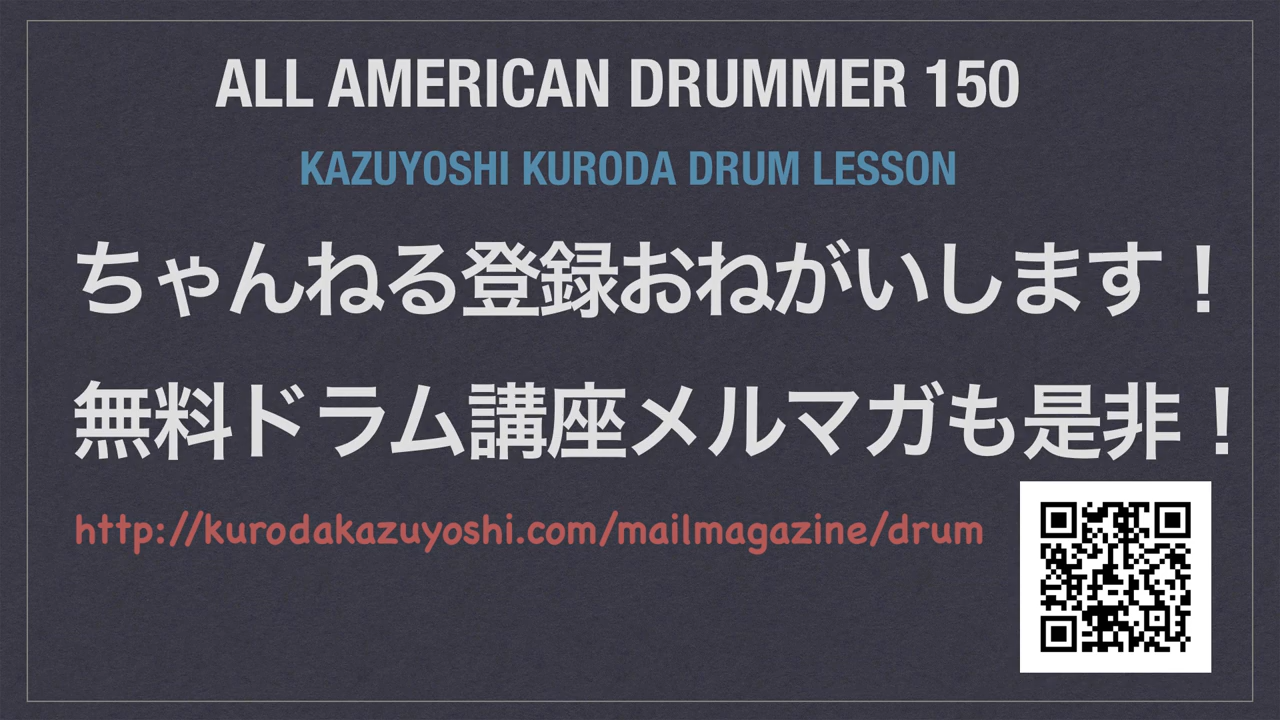 ALL AMERICAN DRUMMER 150
KAZUYOSHI KURODA DRUM LESSON
ちゃんねる登録おねがいします！
無料ドラム講座メルマガも是非！
http://kurodakazuyoshi.com/mailmagazine/drum